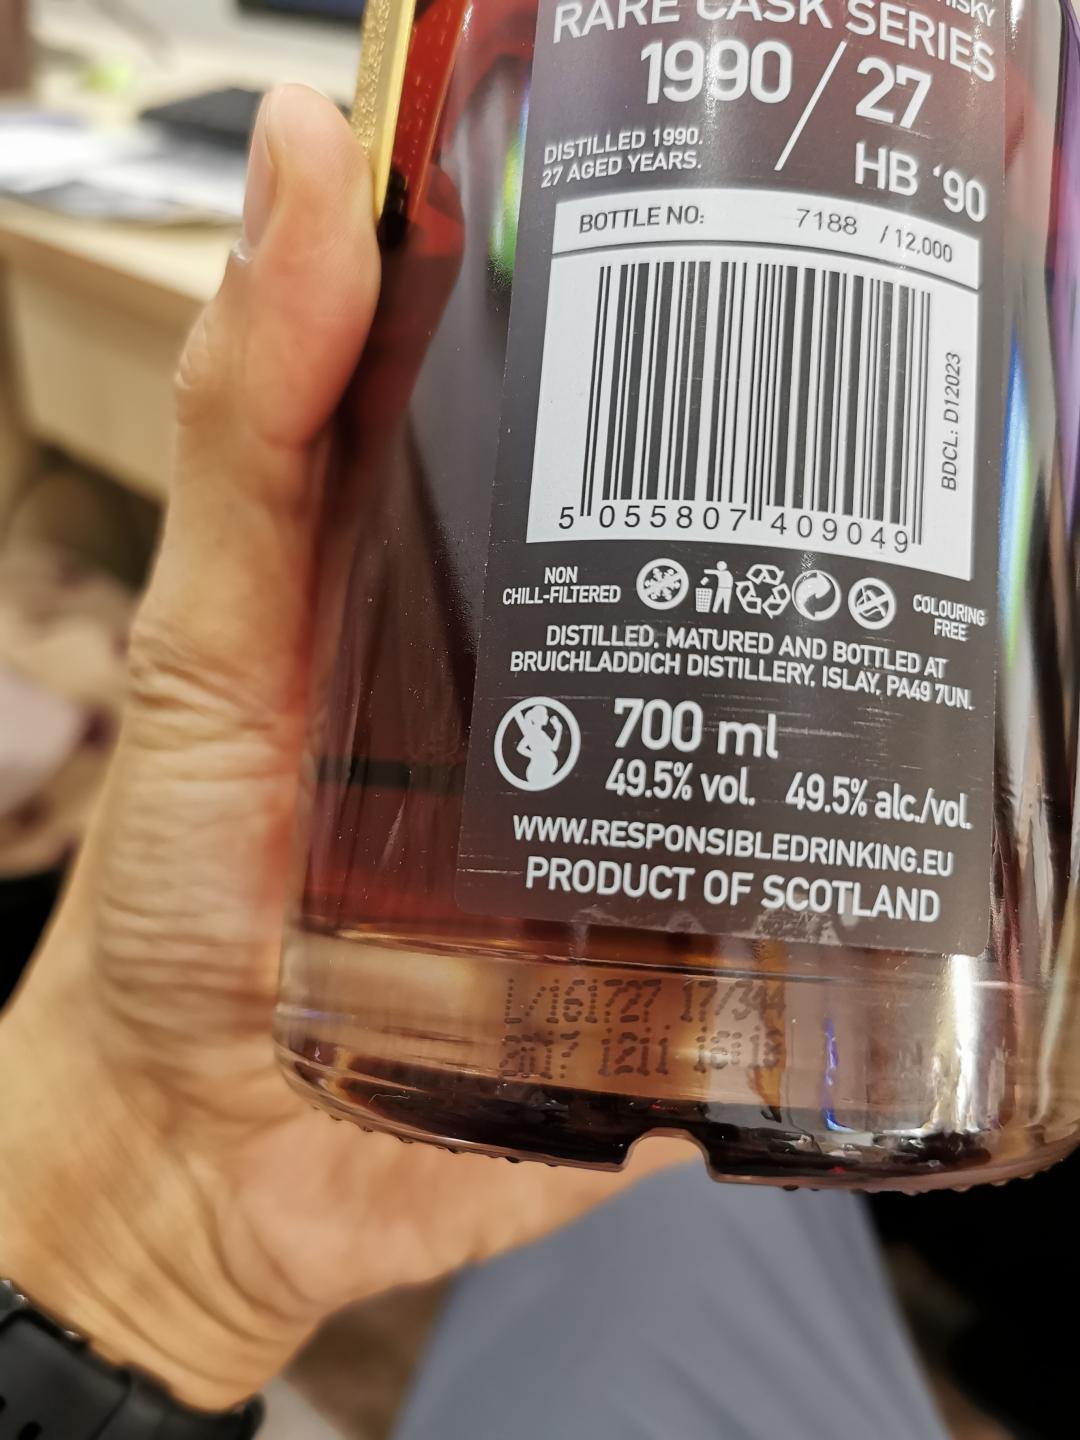 HISKY
RARE CASK SERIES
1990 / 27
DISTILLED 1990.
27 AGED YEARS.
HB ‘90
BOTTLE NO: 7188 / 12,000
BDCL: D12023
5 055807 409049
NON
CHILL-FILTERED
COLOURING
FREE
DISTILLED, MATURED AND BOTTLED AT
BRUICHLADDICH DISTILLERY, ISLAY, PA49 7UN.
700 ml
49.5% vol. 49.5% alc./vol.
WWW.RESPONSIBLEDRINKING.EU
PRODUCT OF SCOTLAND